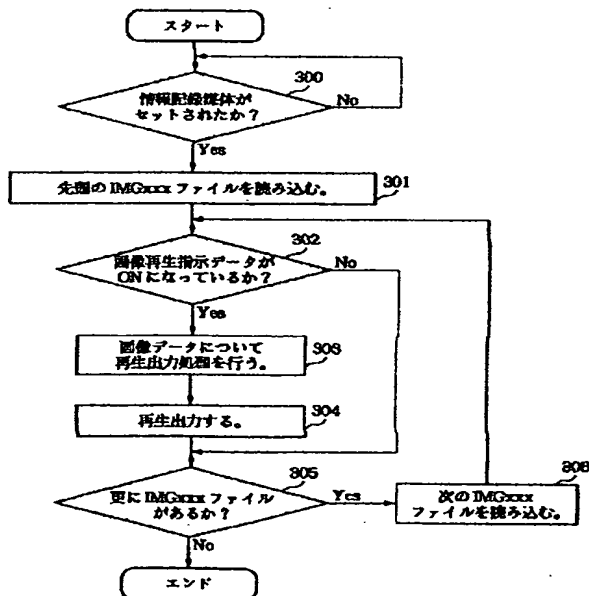 スタート
300
情報記録媒体が
セットされたか？
No
Yes
先頭のIMGxxxファイルを読み込む。
301
302
画像再生指示データが
ONになっているか？
No
Yes
画像データについて
再生出力処理を行う。
303
再生出力する。
304
305
更にIMGxxxファイル
があるか？
Yes
306
次のIMGxxx
ファイルを読み込む。
No
エンド